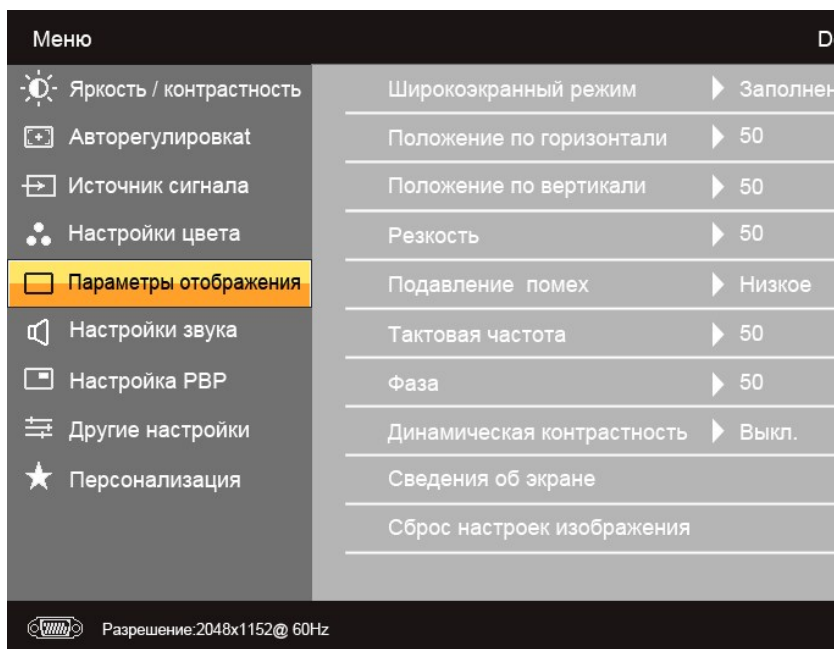 Меню D
Яркость / контрастность
Авторегулировкаt
Источник сигнала
Настройки цвета
Параметры отображения
Настройки звука
Настройка PBP
Другие настройки
Персонализация
Широкоэкранный режим Заполнен
Положение по горизонтали 50
Положение по вертикали 50
Резкость 50
Подавление помех Низкое
Тактовая частота 50
Фаза 50
Динамическая контрастность Выкл.
Сведения об экране
Сброс настроек изображения
Разрешение:2048x1152@ 60Hz